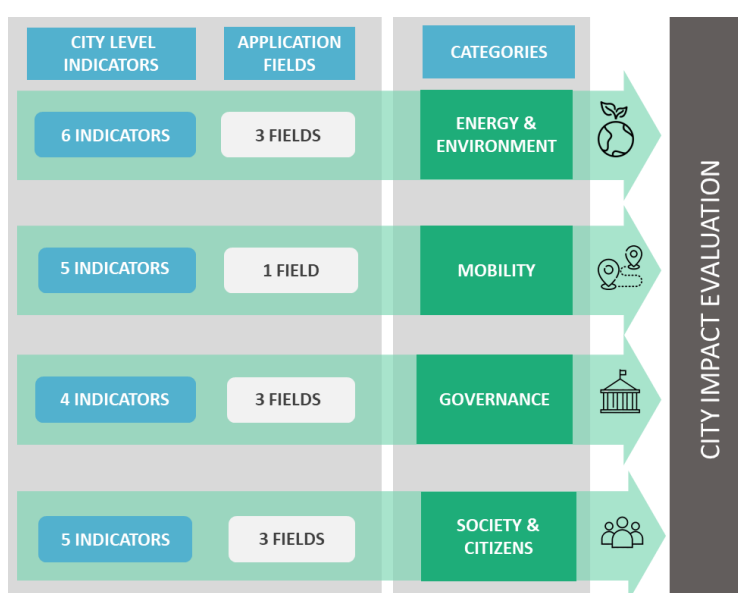 CITY LEVEL
INDICATORS
APPLICATION
FIELDS
CATEGORIES
6 INDICATORS
3 FIELDS
ENERGY &
ENVIRONMENT
5 INDICATORS
1 FIELD
MOBILITY
4 INDICATORS
3 FIELDS
GOVERNANCE
5 INDICATORS
3 FIELDS
SOCIETY &
CITIZENS
CITY IMPACT EVALUATION